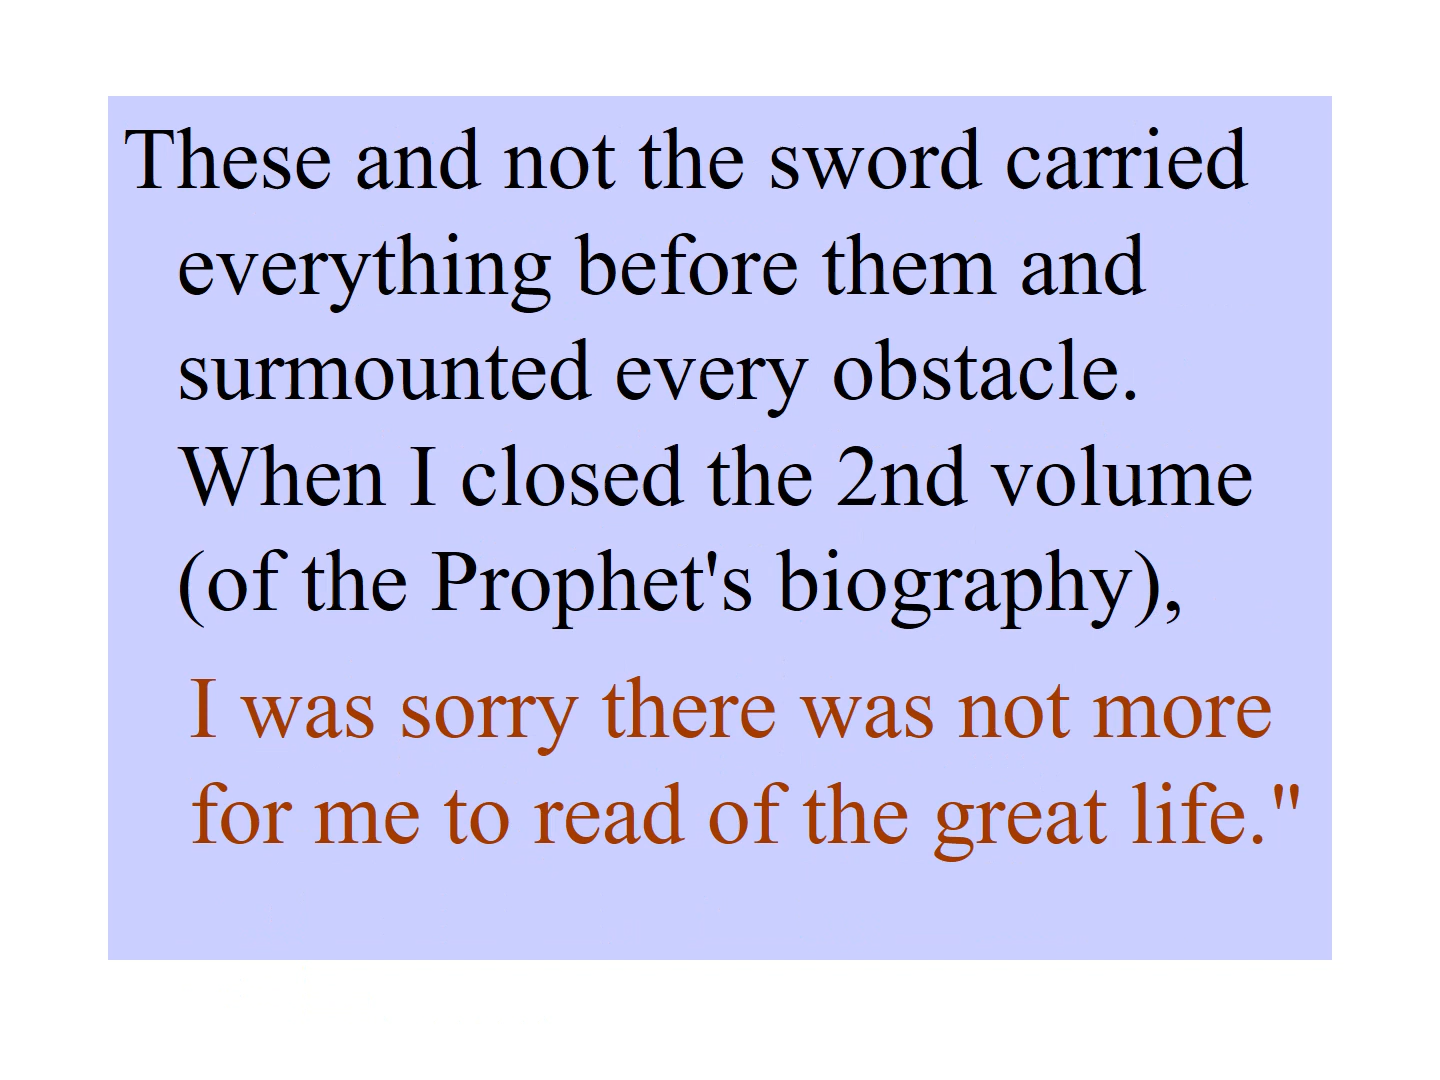 These and not the sword carried
everything before them and
surmounted every obstacle.
When I closed the 2nd volume
(of the Prophet's biography),
I was sorry there was not more
for me to read of the great life."